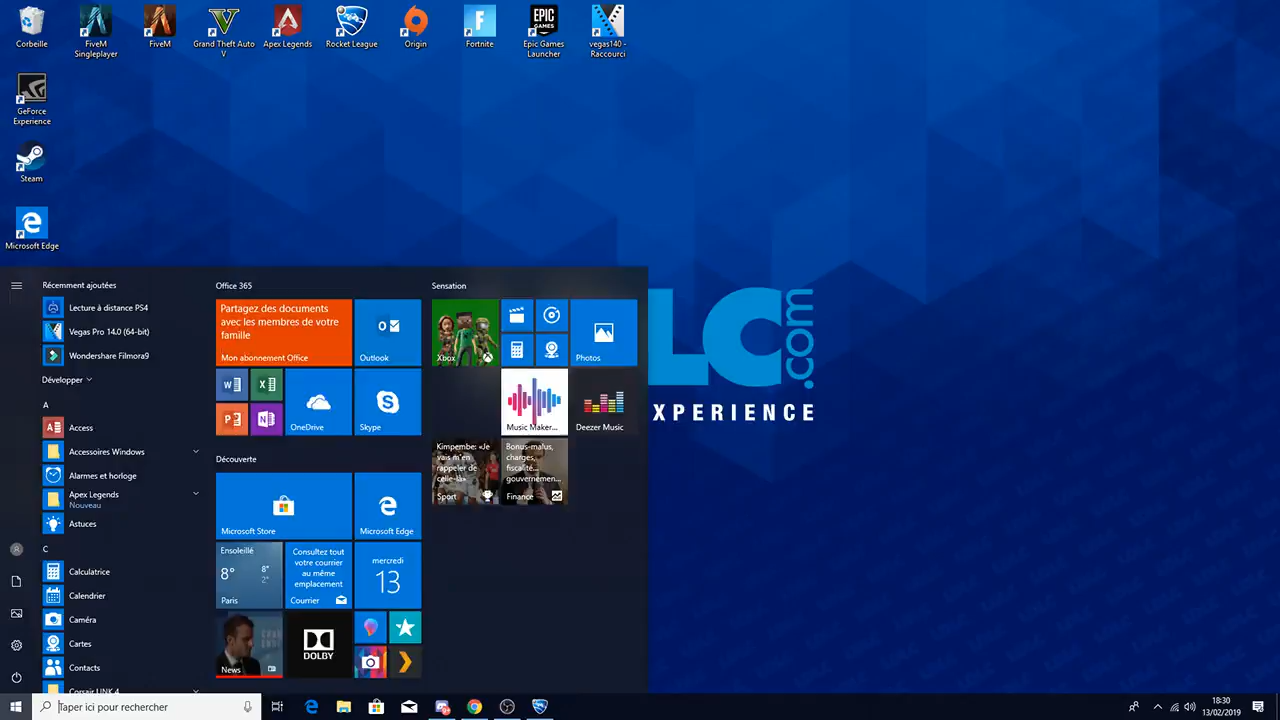 Corbeille
FiveM
Singleplayer
FiveM
Grand Theft Auto
V
Apex Legends
Rocket League
Origin
Fortnite
EPIC
GAMES
Epic Games
Launcher
vegas140 -
Raccourci
GeForce
Experience
Steam
Microsoft Edge
Récemment ajoutées
Lecture à distance PS4
Vegas Pro 14.0 (64-bit)
Wondershare Filmora9
Développer
A
Access
Accessoires Windows
Alarmes et horloge
Apex Legends
Nouveau
Astuces
C
Calculatrice
Calendrier
Caméra
Cartes
Contacts
Corsair LINK 4
Office 365
Partagez des documents
avec les membres de votre
famille
Mon abonnement Office
Outlook
OneDrive
Skype
Découverte
Microsoft Store
Microsoft Edge
Ensoleillé
8°
8°
2°
Paris
Consultez tout
votre courrier
au même
emplacement
Courrier
mercredi
13
News
DOLBY
Sensation
Xbox
Photos
Music Maker...
Deezer Music
Kimpembe: «Je
vais m'en
rappeler de
celle-là»
Sport
Bonus-malus,
charges,
fiscalité...
gouvernemen...
Finance
LC.com
XPERIENCE
Taper ici pour rechercher
18:30
13/02/2019